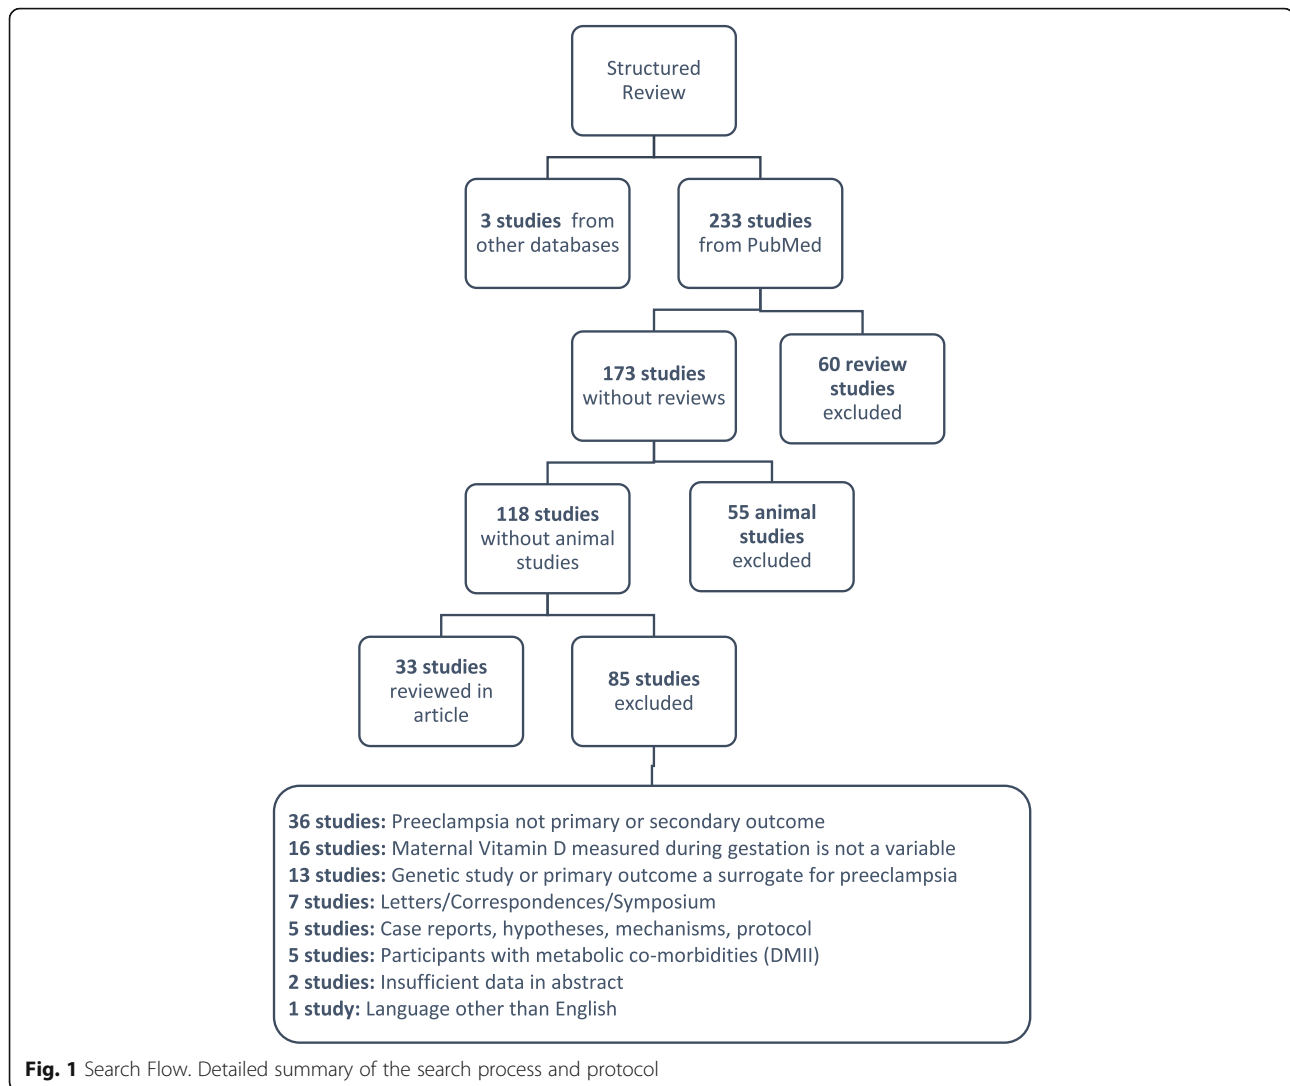 Structured
Review
3 studies from
other databases
233 studies
from PubMed
173 studies
without reviews
60 review
studies
excluded
118 studies
without animal
studies
55 animal
studies
excluded
33 studies
reviewed in
article
85 studies
excluded
36 studies: Preeclampsia not primary or secondary outcome
16 studies: Maternal Vitamin D measured during gestation is not a variable
13 studies: Genetic study or primary outcome a surrogate for preeclampsia
7 studies: Letters/Correspondences/Symposium
5 studies: Case reports, hypotheses, mechanisms, protocol
5 studies: Participants with metabolic co-morbidities (DMII)
2 studies: Insufficient data in abstract
1 study: Language other than English
Fig. 1 Search Flow. Detailed summary of the search process and protocol